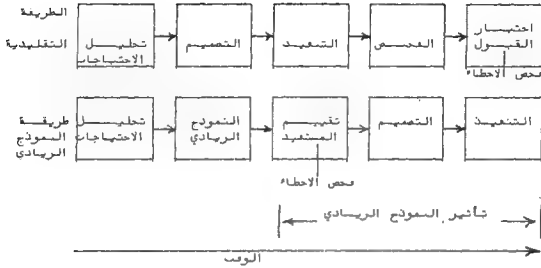 الطريقة
التقليدية
تحليل
الاحتياجات
التصميم
التنفيذ
الفحص
اختبار
القبول
فحص الاخطاء
طريقة
النموذج
الريادي
تحليل
الاحتياجات
النموذج
الريادي
تقييم
المستفيد
التصميم
التنفيذ
فحص الاخطاء
تأثير النموذج الريادي
الوقت